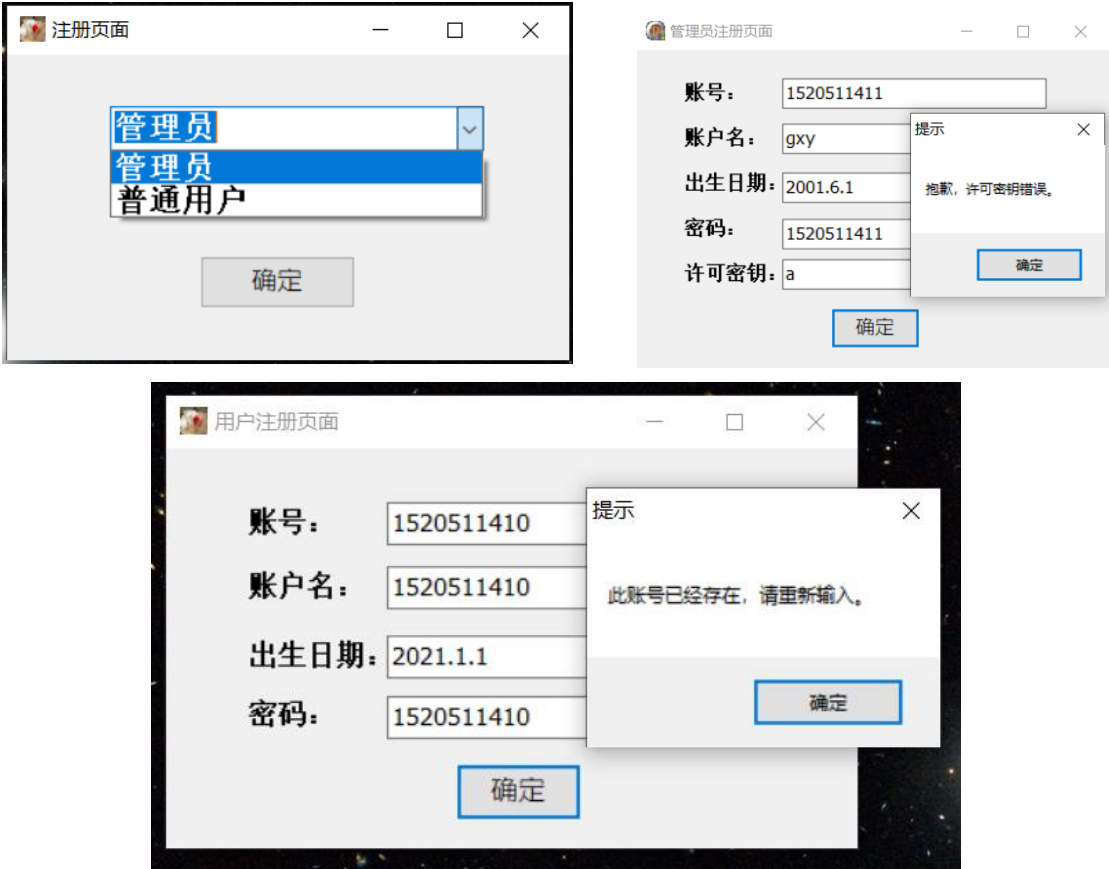 注册页面
管理员
管理员
普通用户
确定
管理员注册页面
账号： 1520511411
账户名： gxy
出生日期： 2001.6.1
密码： 1520511411
许可密钥： a
确定
提示
抱歉，许可密钥错误。
确定
用户注册页面
账号： 1520511410
账户名： 1520511410
出生日期： 2021.1.1
密码： 1520511410
确定
提示
此账号已经存在，请重新输入。
确定